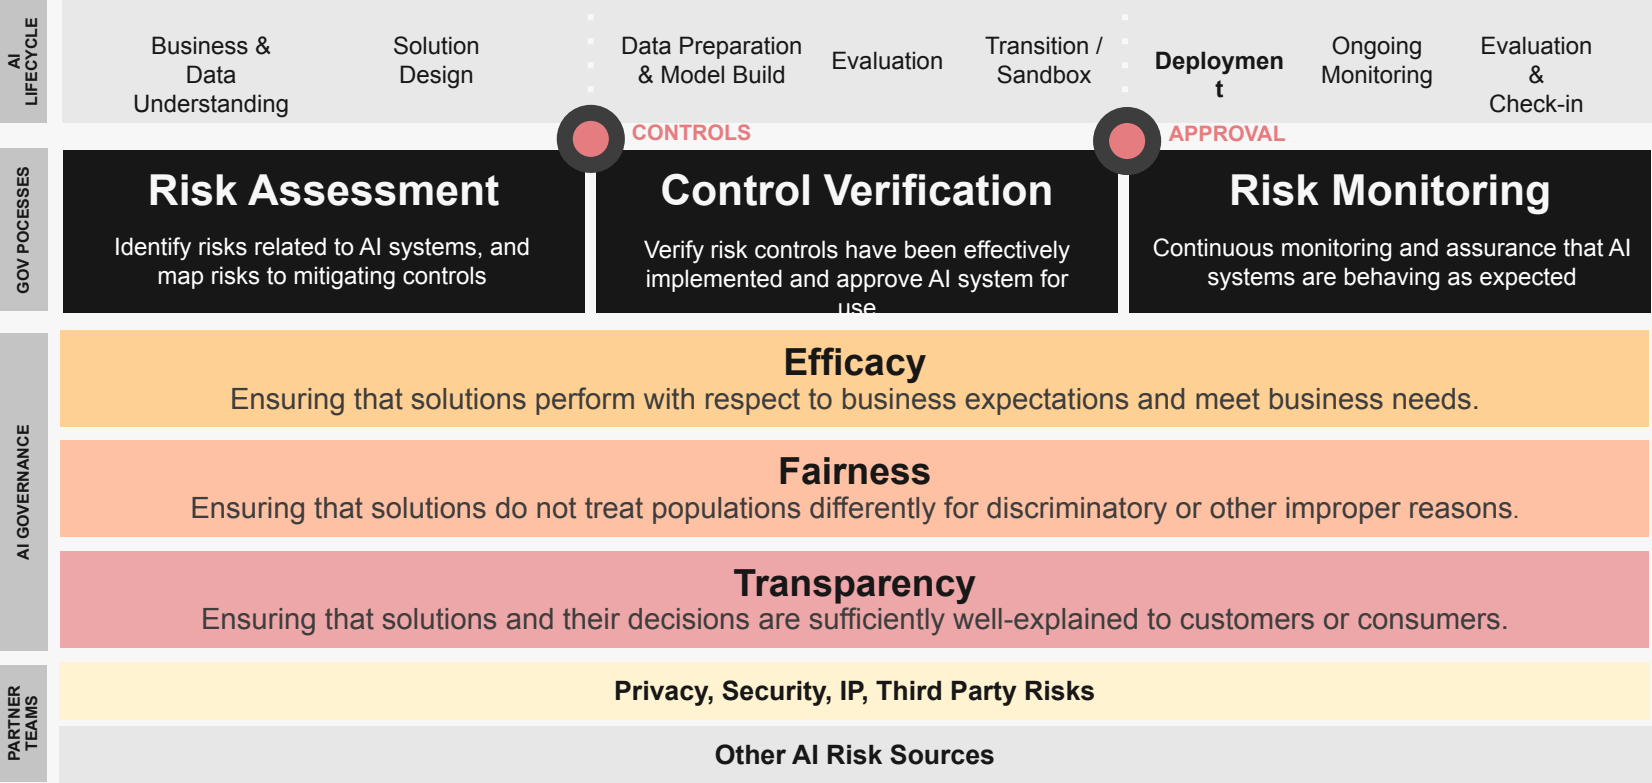 AI
LIFECYCLE
Business &
Data
Understanding
Solution
Design
Data Preparation
& Model Build
Evaluation
Transition /
Sandbox
Deploymen
t
Ongoing
Monitoring
Evaluation
&
Check-in
CONTROLS
APPROVAL
GOV POCESSES
Risk Assessment
Identify risks related to AI systems, and
map risks to mitigating controls
Control Verification
Verify risk controls have been effectively
implemented and approve AI system for
use
Risk Monitoring
Continuous monitoring and assurance that AI
systems are behaving as expected
AI GOVERNANCE
Efficacy
Ensuring that solutions perform with respect to business expectations and meet business needs.
Fairness
Ensuring that solutions do not treat populations differently for discriminatory or other improper reasons.
Transparency
Ensuring that solutions and their decisions are sufficiently well-explained to customers or consumers.
PARTNER
TEAMS
Privacy, Security, IP, Third Party Risks
Other AI Risk Sources